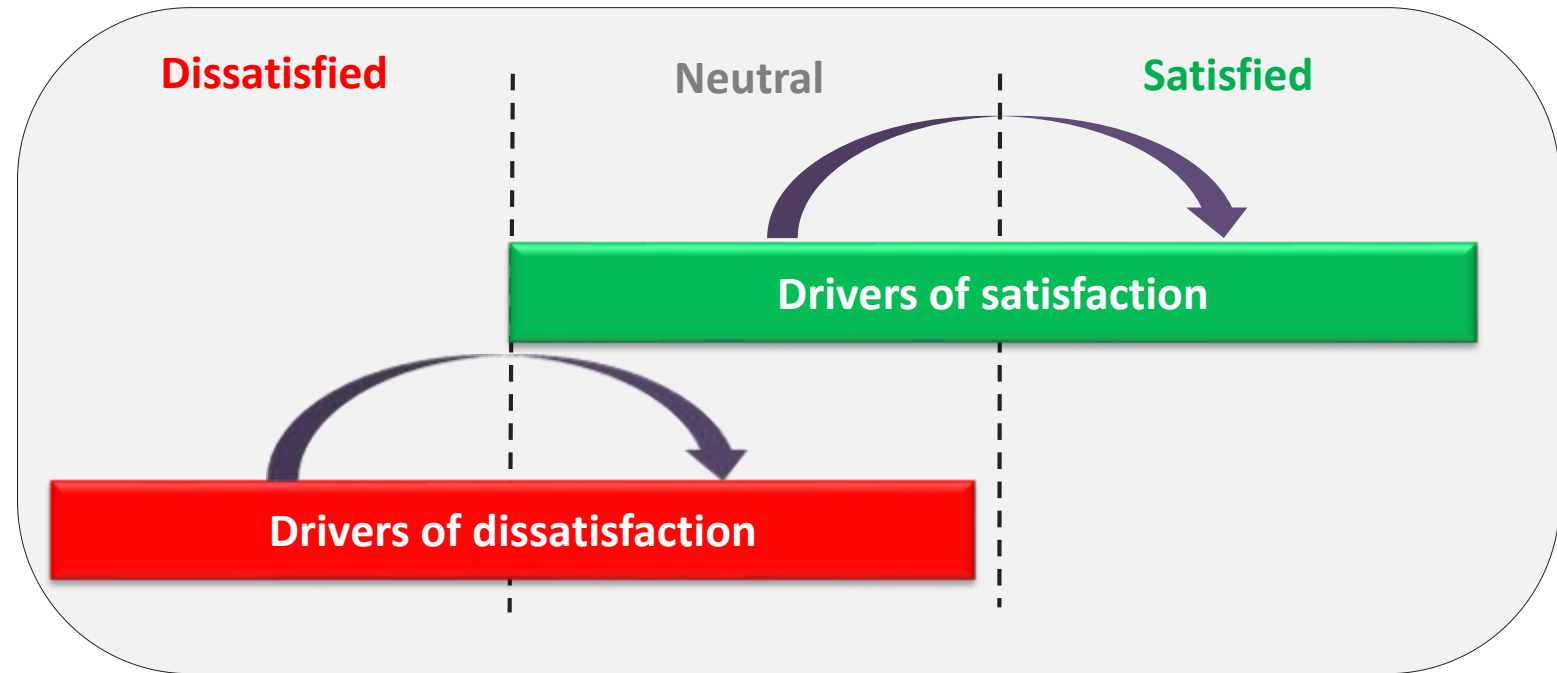 Dissatisfied
Neutral
Satisfied
Drivers of satisfaction
Drivers of dissatisfaction